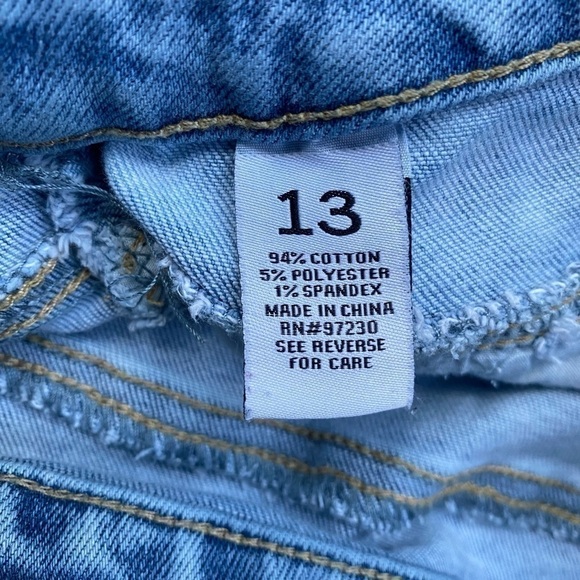 13
94% COTTON
5% POLYESTER
1% SPANDEX
MADE IN CHINA
RN#97230
SEE REVERSE
FOR CARE